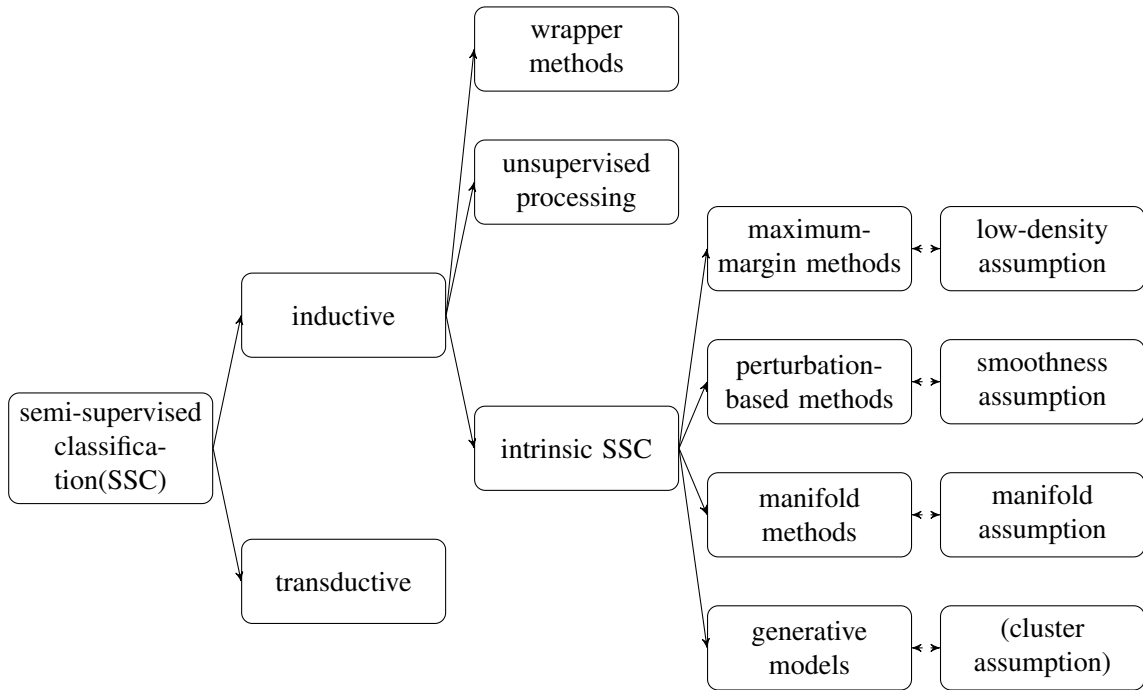 wrapper
methods
unsupervised
processing
maximum-
margin methods
low-density
assumption
inductive
perturbation-
based methods
smoothness
assumption
semi-supervised
classifica-
tion(SSC)
intrinsic SSC
manifold
methods
manifold
assumption
transductive
generative
models
(cluster
assumption)